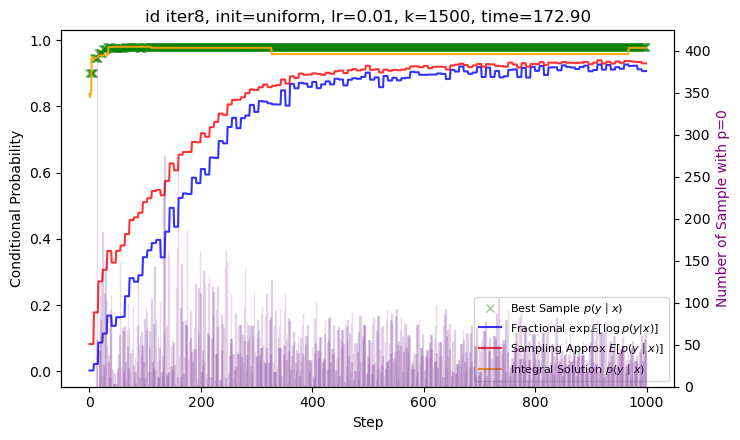 id iter8, init=uniform, lr=0.01, k=1500, time=172.90
Conditional Probability
1.0
0.8
0.6
0.4
0.2
0.0
400
350
300
250
200
150
100
50
0
Number of Sample with p=0
Best Sample p(y | x)
Fractional exp 𝔼[log p(y|x)]
Sampling Approx E[p(y | x)]
Integral Solution p(y | x)
0 200 400 600 800 1000
Step